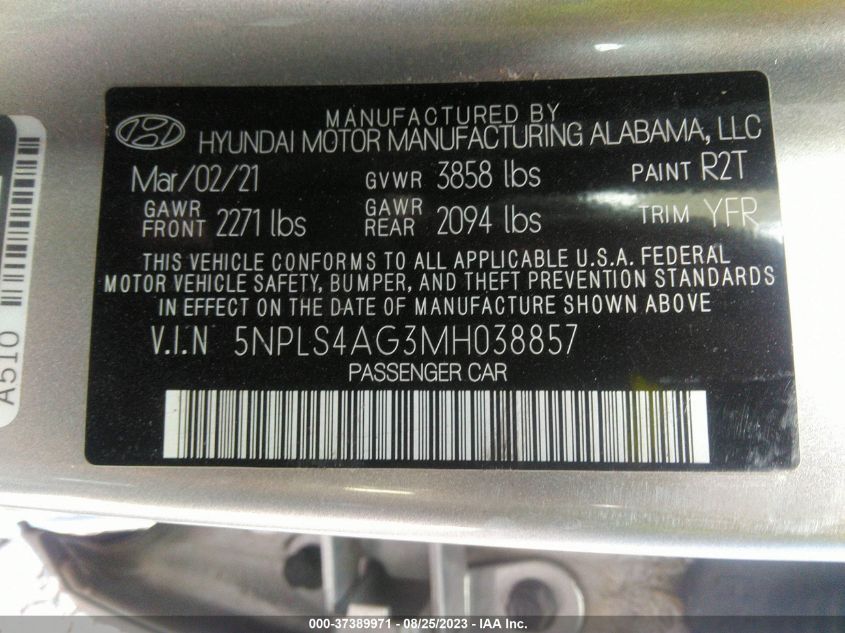 MANUFACTURED BY
HYUNDAI MOTOR MANUFACTURING ALABAMA, LLC
Mar/02/21 GVWR 3858 lbs PAINT R2T
GAWR FRONT 2271 lbs GAWR REAR 2094 lbs TRIM YFR
THIS VEHICLE CONFORMS TO ALL APPLICABLE U.S.A. FEDERAL
MOTOR VEHICLE SAFETY, BUMPER, AND THEFT PREVENTION STANDARDS
IN EFFECT ON THE DATE OF MANUFACTURE SHOWN ABOVE
V.I.N 5NPLS4AG3MH038857
PASSENGER CAR
A510
000-37389971 - 08/25/2023 - IAA Inc.